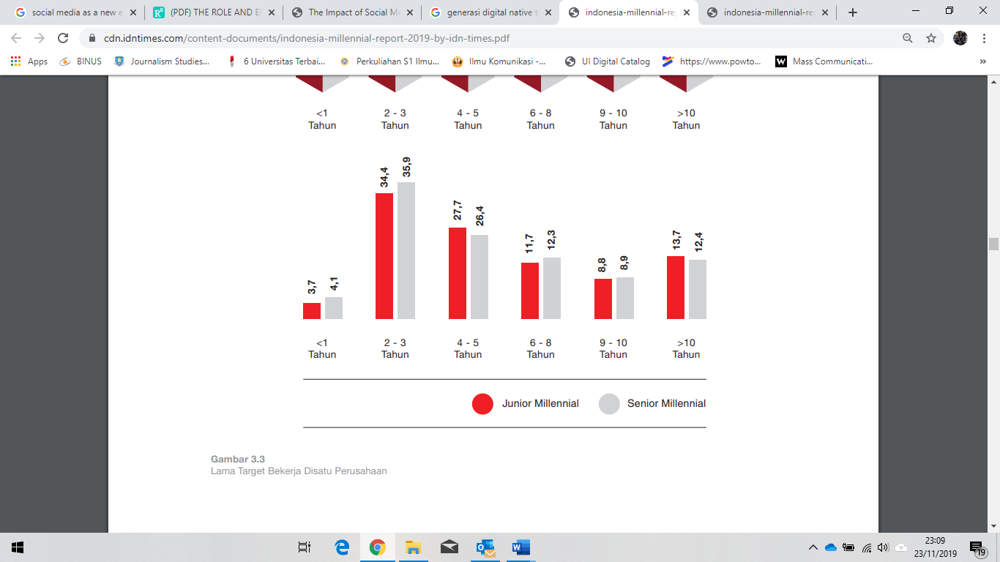 social media as a new e
(PDF) THE ROLE AND EF
The Impact of Social Me
generasi digital native t
indonesia-millennial-re
indonesia-millennial-rep
cdn.idntimes.com/content-documents/indonesia-millennial-report-2019-by-idn-times.pdf
Apps
BINUS
Journalism Studies...
6 Universitas Terbai...
Perkuliahan S1 Ilmu...
Ilmu Komunikasi -...
UI Digital Catalog
https://www.powto...
Mass Communicati...
<1 2 - 3 4 - 5 6 - 8 9 - 10 >10
Tahun Tahun Tahun Tahun Tahun Tahun
3,7 4,1 34,4 35,9 27,7 26,4 11,7 12,3 8,8 8,9 13,7 12,4
<1 2 - 3 4 - 5 6 - 8 9 - 10 >10
Tahun Tahun Tahun Tahun Tahun Tahun
Junior Millennial Senior Millennial
Gambar 3.3
Lama Target Bekerja Disatu Perusahaan
23:09
23/11/2019
19